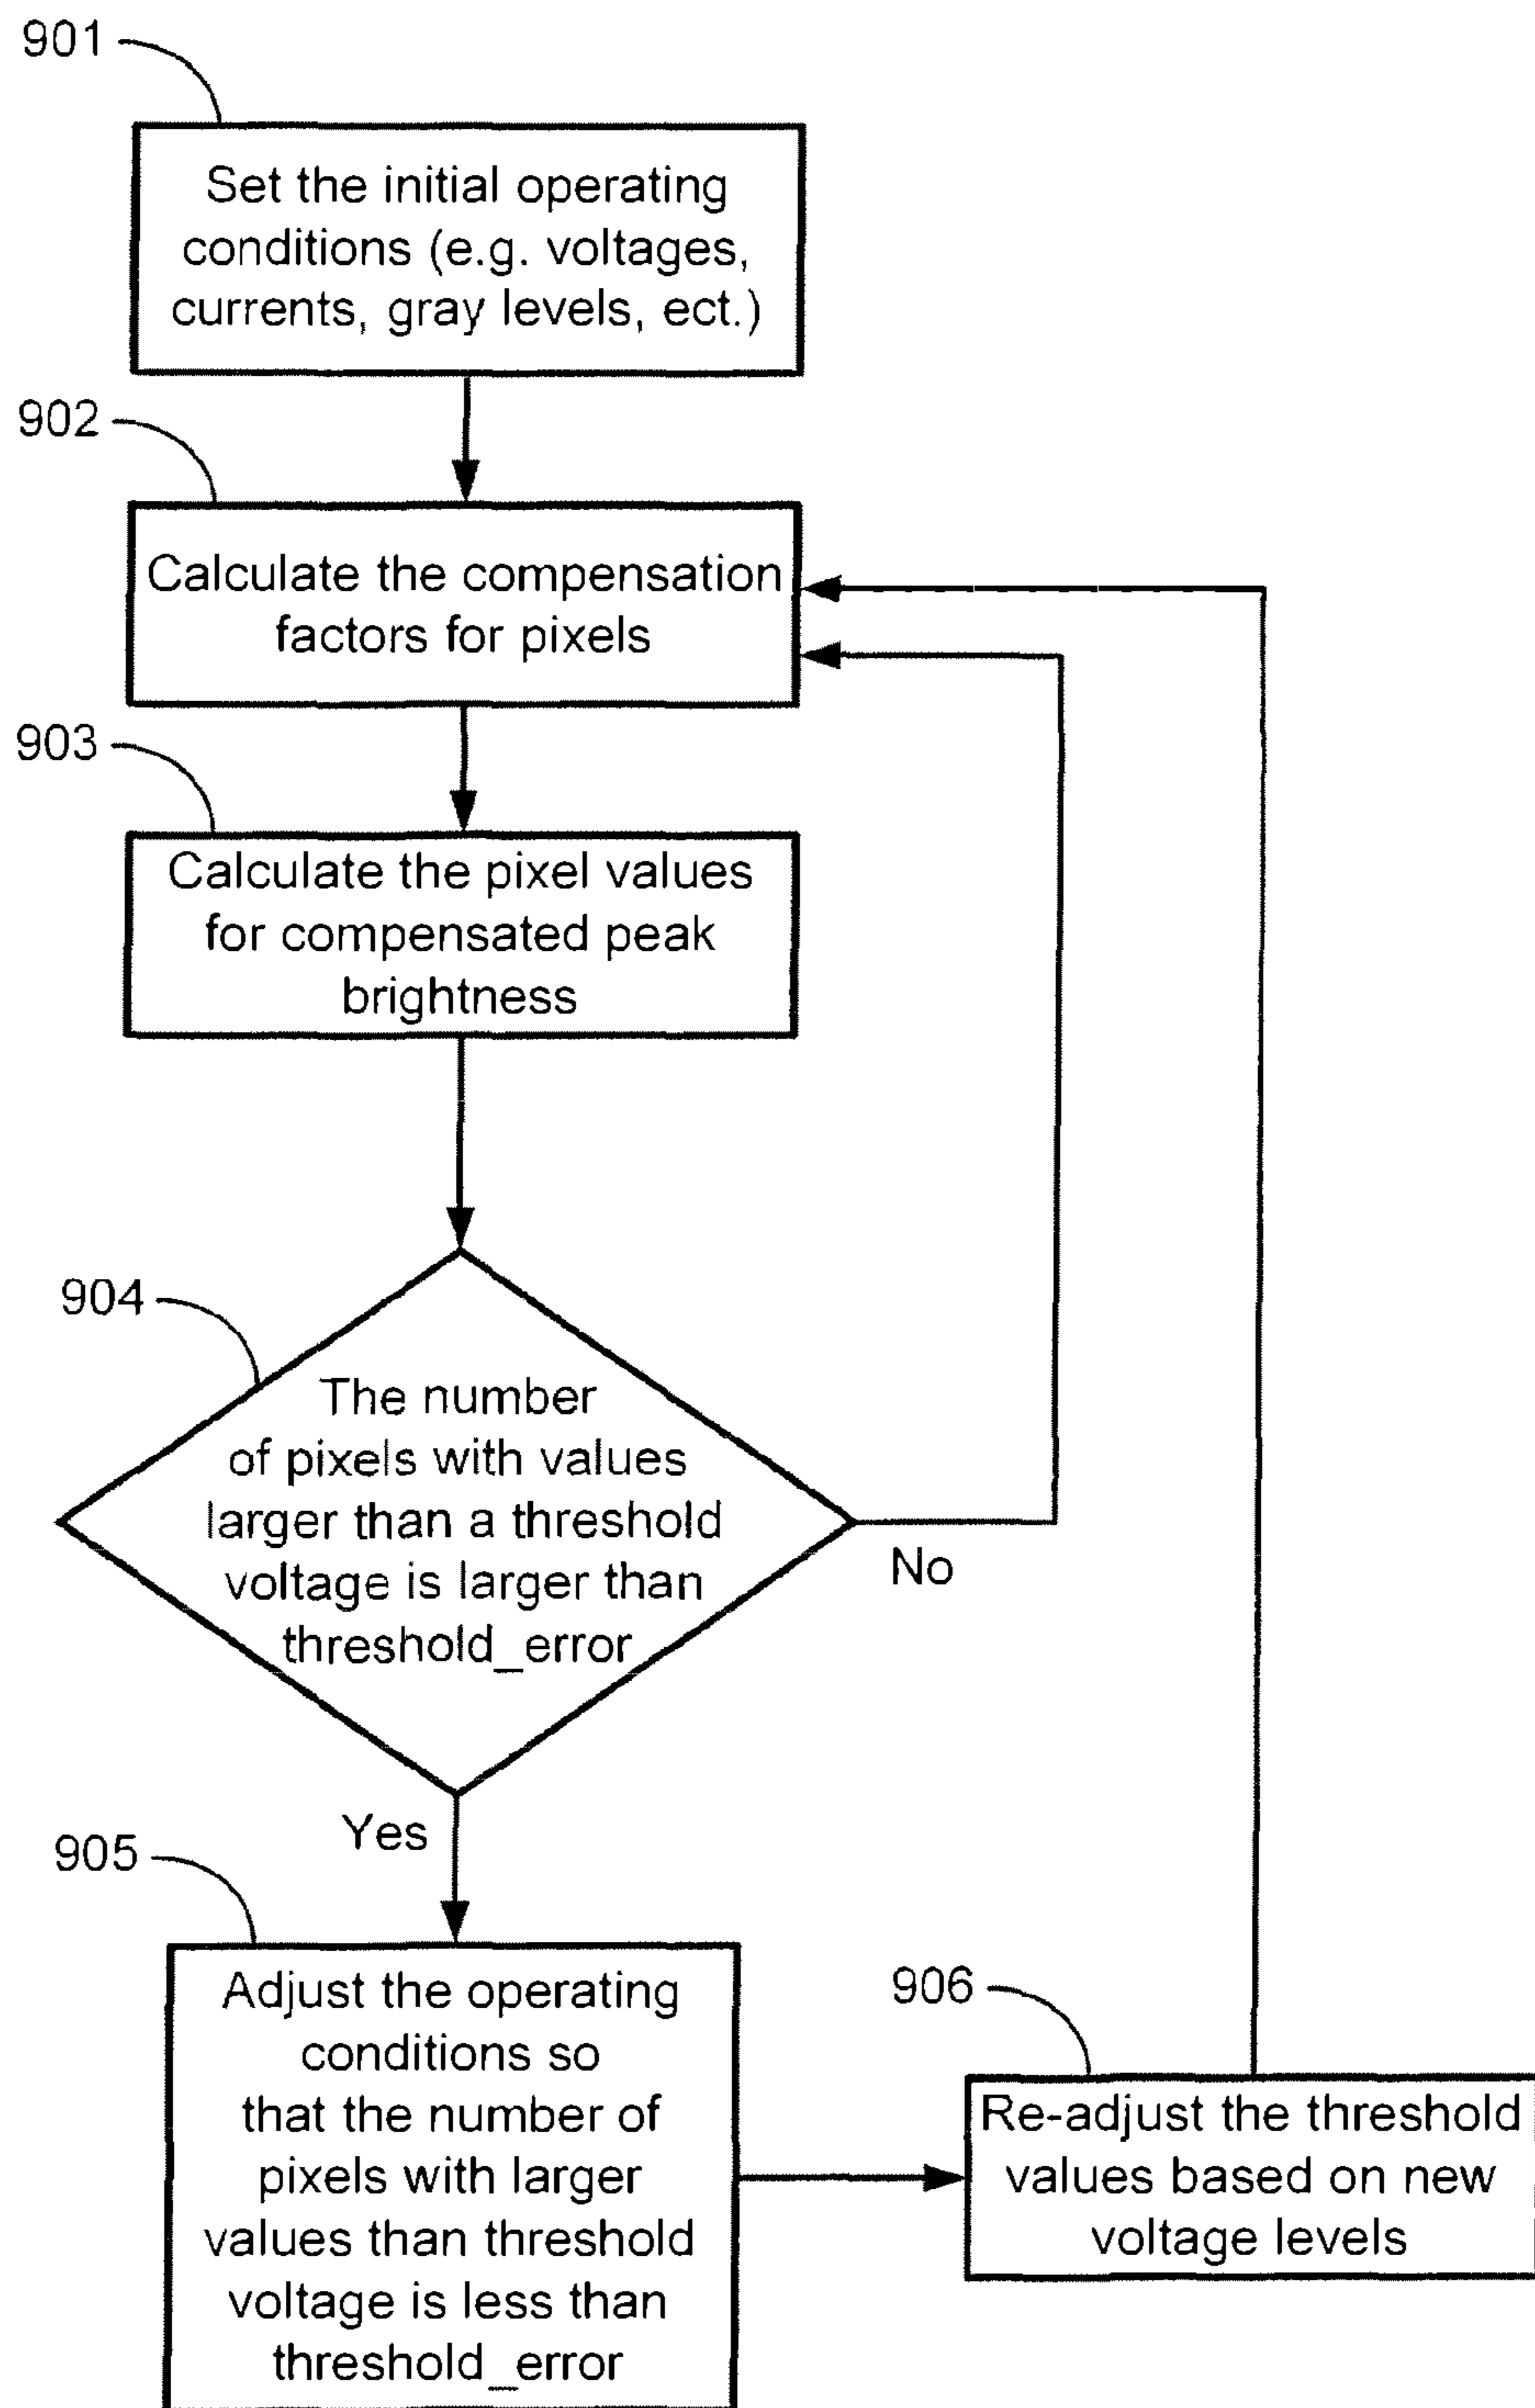 901
Set the initial operating
conditions (e.g. voltages,
currents, gray levels, ect.)
902
Calculate the compensation
factors for pixels
903
Calculate the pixel values
for compensated peak
brightness
904
The number
of pixels with values
larger than a threshold
voltage is larger than
threshold_error
No
Yes
905
Adjust the operating
conditions so
that the number of
pixels with larger
values than threshold
voltage is less than
threshold_error
906
Re-adjust the threshold
values based on new
voltage levels